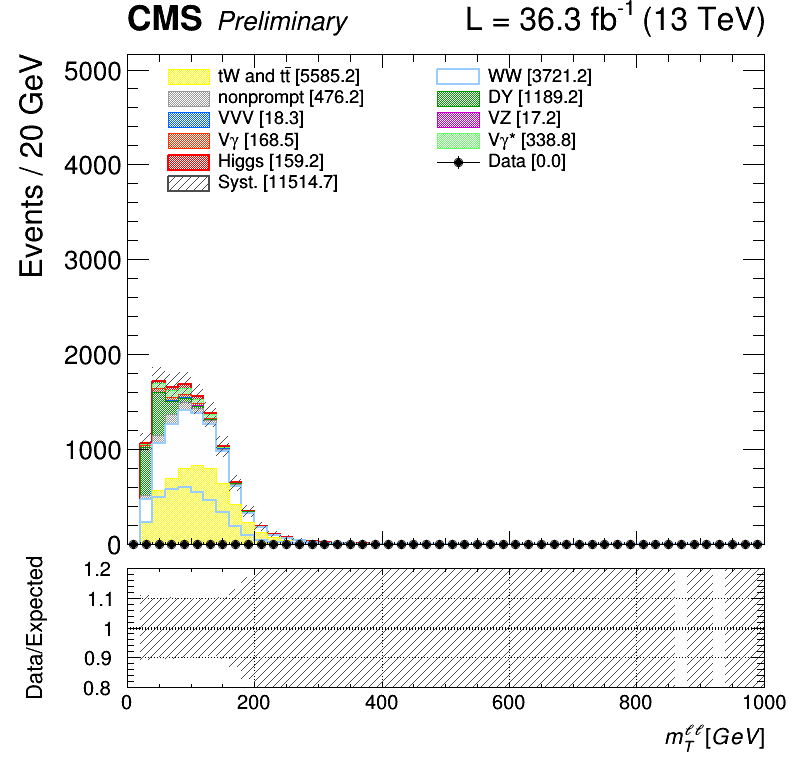 CMS Preliminary L = 36.3 fb⁻¹ (13 TeV)
Events / 20 GeV
5000
4000
3000
2000
1000
0
tW and tt̄ [5585.2] WW [3721.2]
nonprompt [476.2] DY [1189.2]
VVV [18.3] VZ [17.2]
Vγ [168.5] Vγ* [338.8]
Higgs [159.2] Data [0.0]
Syst. [11514.7]
Data/Expected
1.2
1.1
1
0.9
0.8
0 200 400 600 800 1000
m_T^{ℓℓ}[GeV]